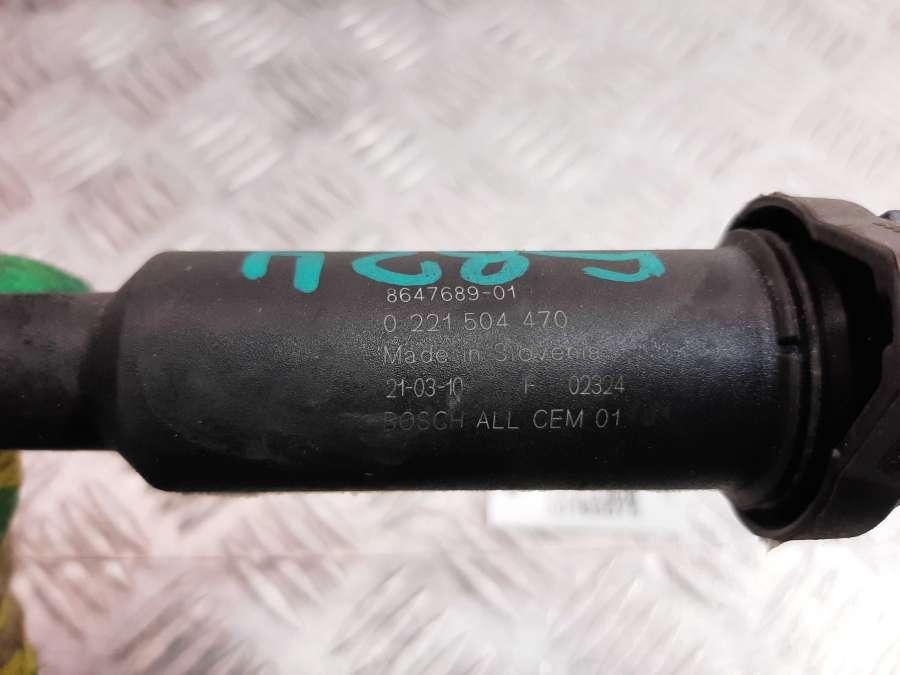 8647689-01
0 221 504 470
Made in Slovenia
21-03-10 F 02324
BOSCH ALL CEM 01